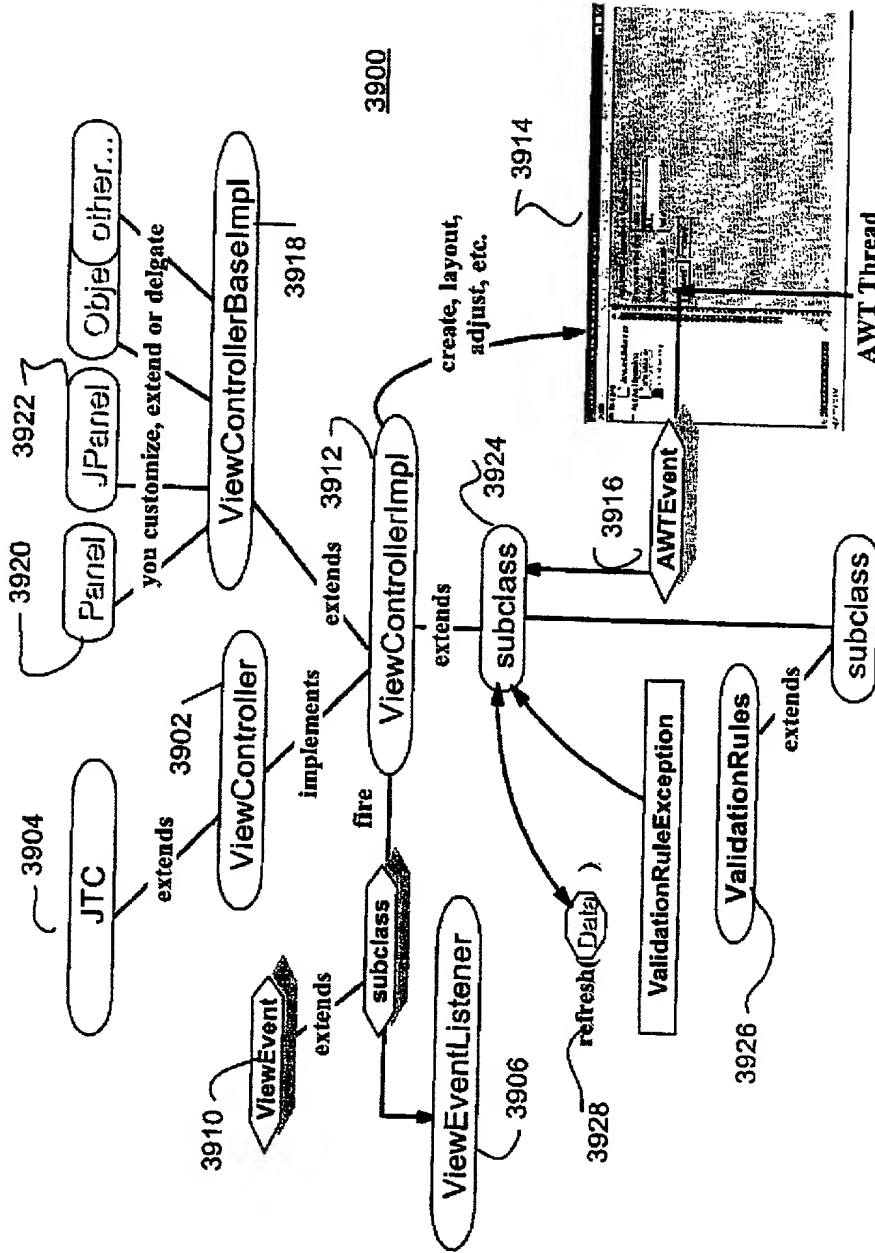 3900
3904
JTC
extends
3902
ViewController
implements
3920
Panel
3922
JPanel
Obje
other...
you customize, extend or delgate
ViewControllerBaseImpl
3918
extends
3912
ViewControllerImpl
create, layout,
adjust, etc.
3914
fire
3910
ViewEvent
extends
subclass
ViewEventListener
3906
extends
3924
subclass
3916
AWTEvent
AWT Thread
refresh( Data )
3928
ValidationRuleException
ValidationRules
3926
extends
subclass